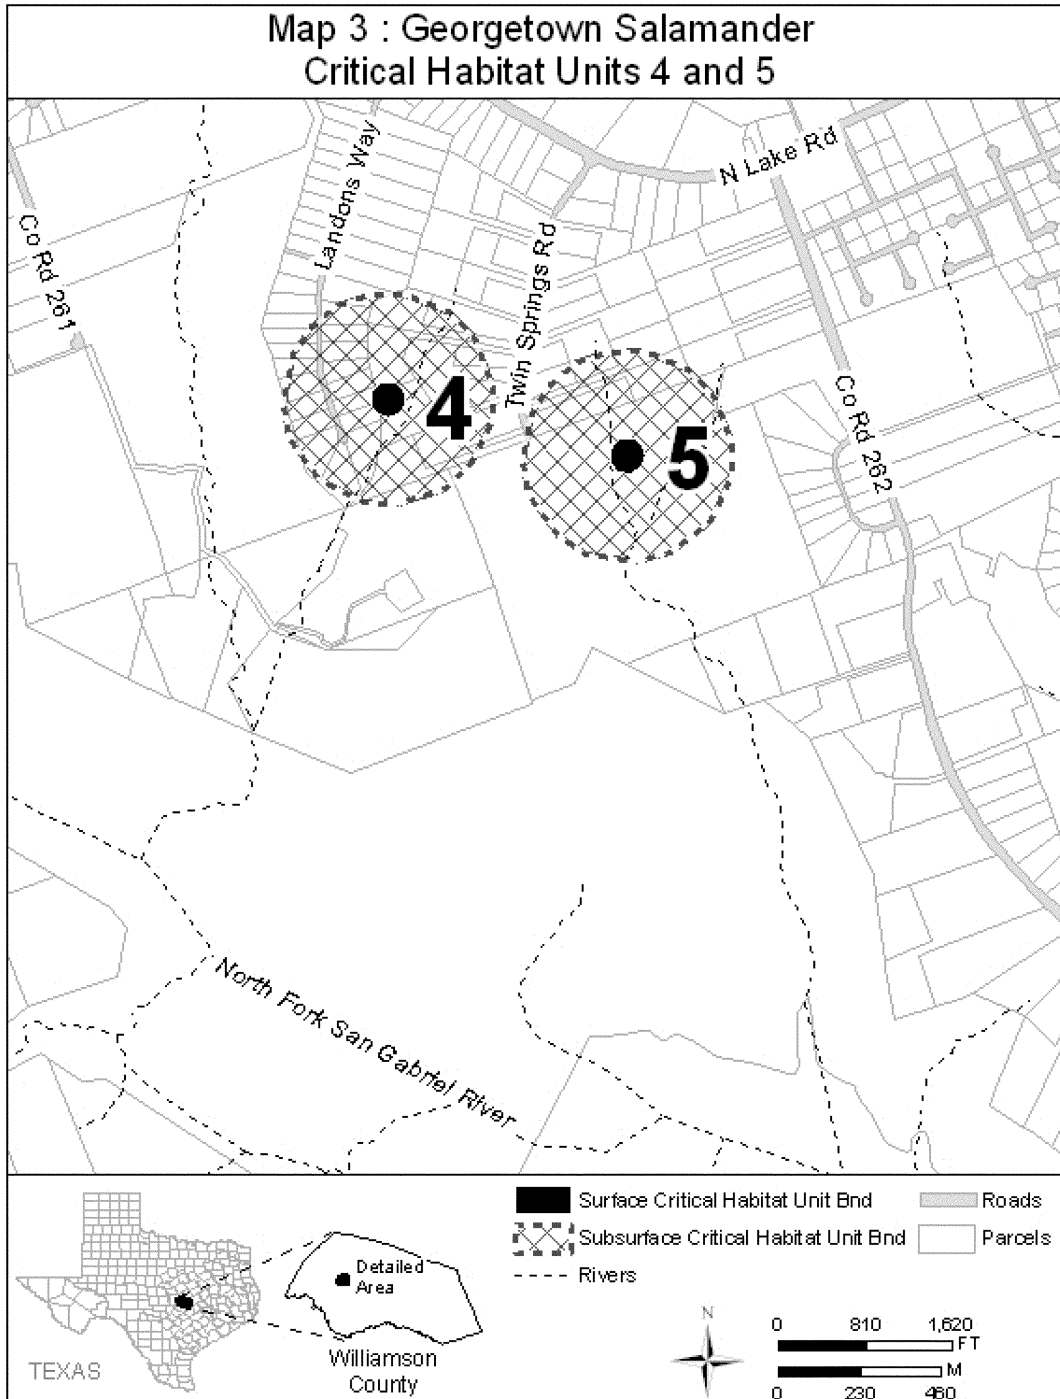 Map 3 : Georgetown Salamander
Critical Habitat Units 4 and 5
Landons Way
N Lake Rd
Co Rd 261
Twin Springs Rd
4
5
Co Rd 262
North Fork San Gabriel River
Surface Critical Habitat Unit Bnd
Roads
Subsurface Critical Habitat Unit Bnd
Parcels
Rivers
Detailed
Area
TEXAS
Williamson
County
N
0 810 1,620
FT
M
0 230 460